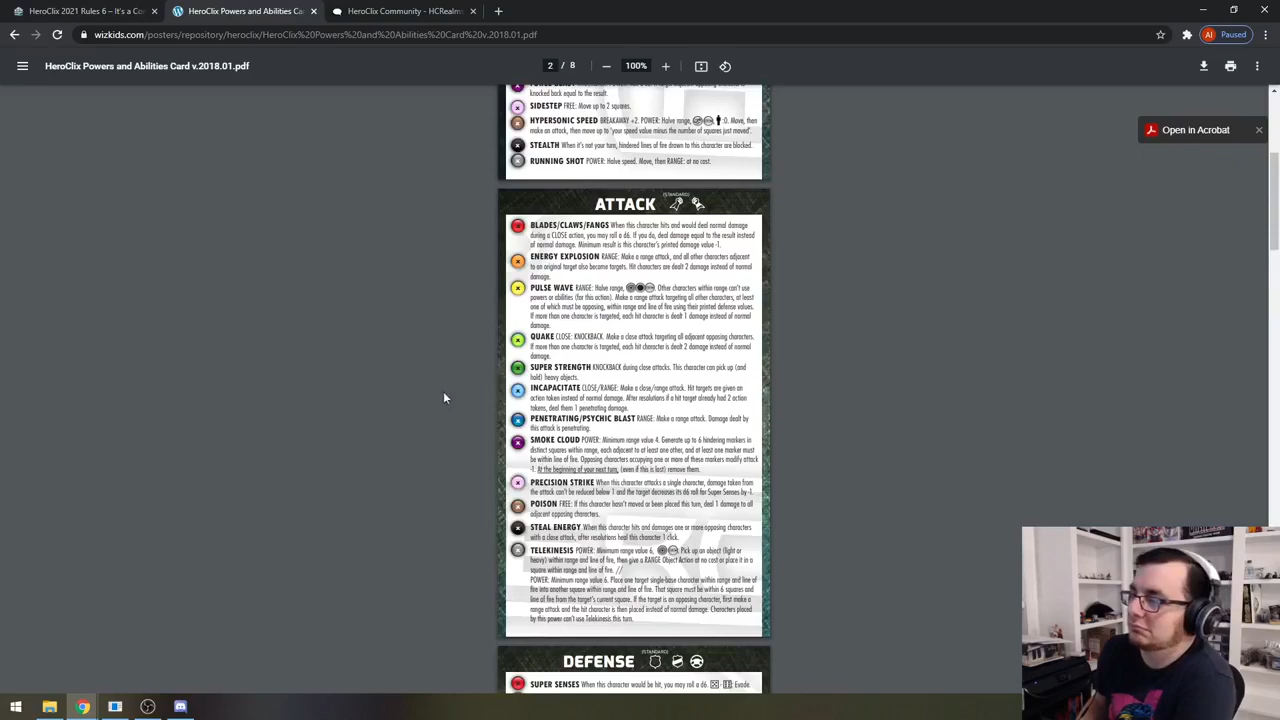 HeroClix 2021 Rules 6 – It's a Co
HeroClix Powers and Abilities Car
HeroClix PAC
HeroClix Rem
wizkids.com/posters/repository/heroclix/HeroClix%20Powers%20and%20Abilities%20Card%20v.2018.01.pdf
Paused
HeroClix Powers and Abilities Card v.2018.01.pdf
2 / 8
100%
knocked back equal to the result.
SIDESTEP FREE: Move up to 2 squares.
HYPERSONIC SPEED BREAKAWAY +2. POWER: Halve range, :0. Move, then
make an attack, then move up to 'your speed value minus the number of squares just moved'.
STEALTH When it's not your turn, hindered lines of fire drawn to this character are blocked.
RUNNING SHOT POWER: Halve speed. Move, then RANGE: at no cost.
Open in Acrobat
ATTACK
(STANDARD)
BLADES/CLAWS/FANGS When this character hits and would deal normal damage
during a CLOSE action, you may roll a d6. If you do, deal damage equal to the result instead
of normal damage. Minimum result is this character's printed damage value -1.
ENERGY EXPLOSION RANGE: Make a range attack, and all other characters adjacent
to an original target also become targets. Hit characters are dealt 2 damage instead of normal
damage.
PULSE WAVE RANGE: Halve range, Other characters within range can't use
powers or abilities (for this action). Make a range attack targeting all other characters, at least
one of which must be opposing, within range and line of fire using their printed defense values.
If more than one character is targeted, each hit character is dealt 1 damage instead of normal
damage.
QUAKE CLOSE: KNOCKBACK. Make a close attack targeting all adjacent opposing characters.
If more than one character is targeted, each hit character is dealt 2 damage instead of normal
damage.
SUPER STRENGTH KNOCKBACK during close attacks. This character can pick up (and
hold) heavy objects.
INCAPACITATE CLOSE/RANGE: Make a close/range attack. Hit targets are given an
action token instead of normal damage. After resolutions if a hit target already had 2 action
tokens, deal them 1 penetrating damage.
PENETRATING/PSYCHIC BLAST RANGE: Make a range attack. Damage dealt by
this attack is penetrating.
SMOKE CLOUD POWER: Minimum range value 4. Generate up to 6 hindering markers in
distinct squares within range, each adjacent to at least one other, and at least one marker must
be within line of fire. Opposing characters occupying one or more of these markers modify attack
-1. At the beginning of your next turn, (even if this is lost) remove them.
PRECISION STRIKE When this character attacks a single character, damage taken from
the attack can't be reduced below 1 and the target decreases its d6 roll for Super Senses by -1.
POISON FREE: If this character hasn't moved or been placed this turn, deal 1 damage to all
adjacent opposing characters.
STEAL ENERGY When this character hits and damages one or more opposing characters
with a close attack, after resolutions heal this character 1 click.
TELEKINESIS POWER: Minimum range value 6, Pick up an object (light or
heavy) within range and line of fire, then give a RANGE Object Action at no cost or place it in a
square within range and line of fire. //
POWER: Minimum range value 6. Place one target single-base character within range and line of
fire into another square within range and line of fire. That square must be within 6 squares and
line of fire from the target's current square. If the target is an opposing character, first make a
range attack and the hit character is then placed instead of normal damage. Characters placed
by this power can't use Telekinesis this turn.
DEFENSE
(STANDARD)
SUPER SENSES When this character would be hit, you may roll a d6. - : Evade.